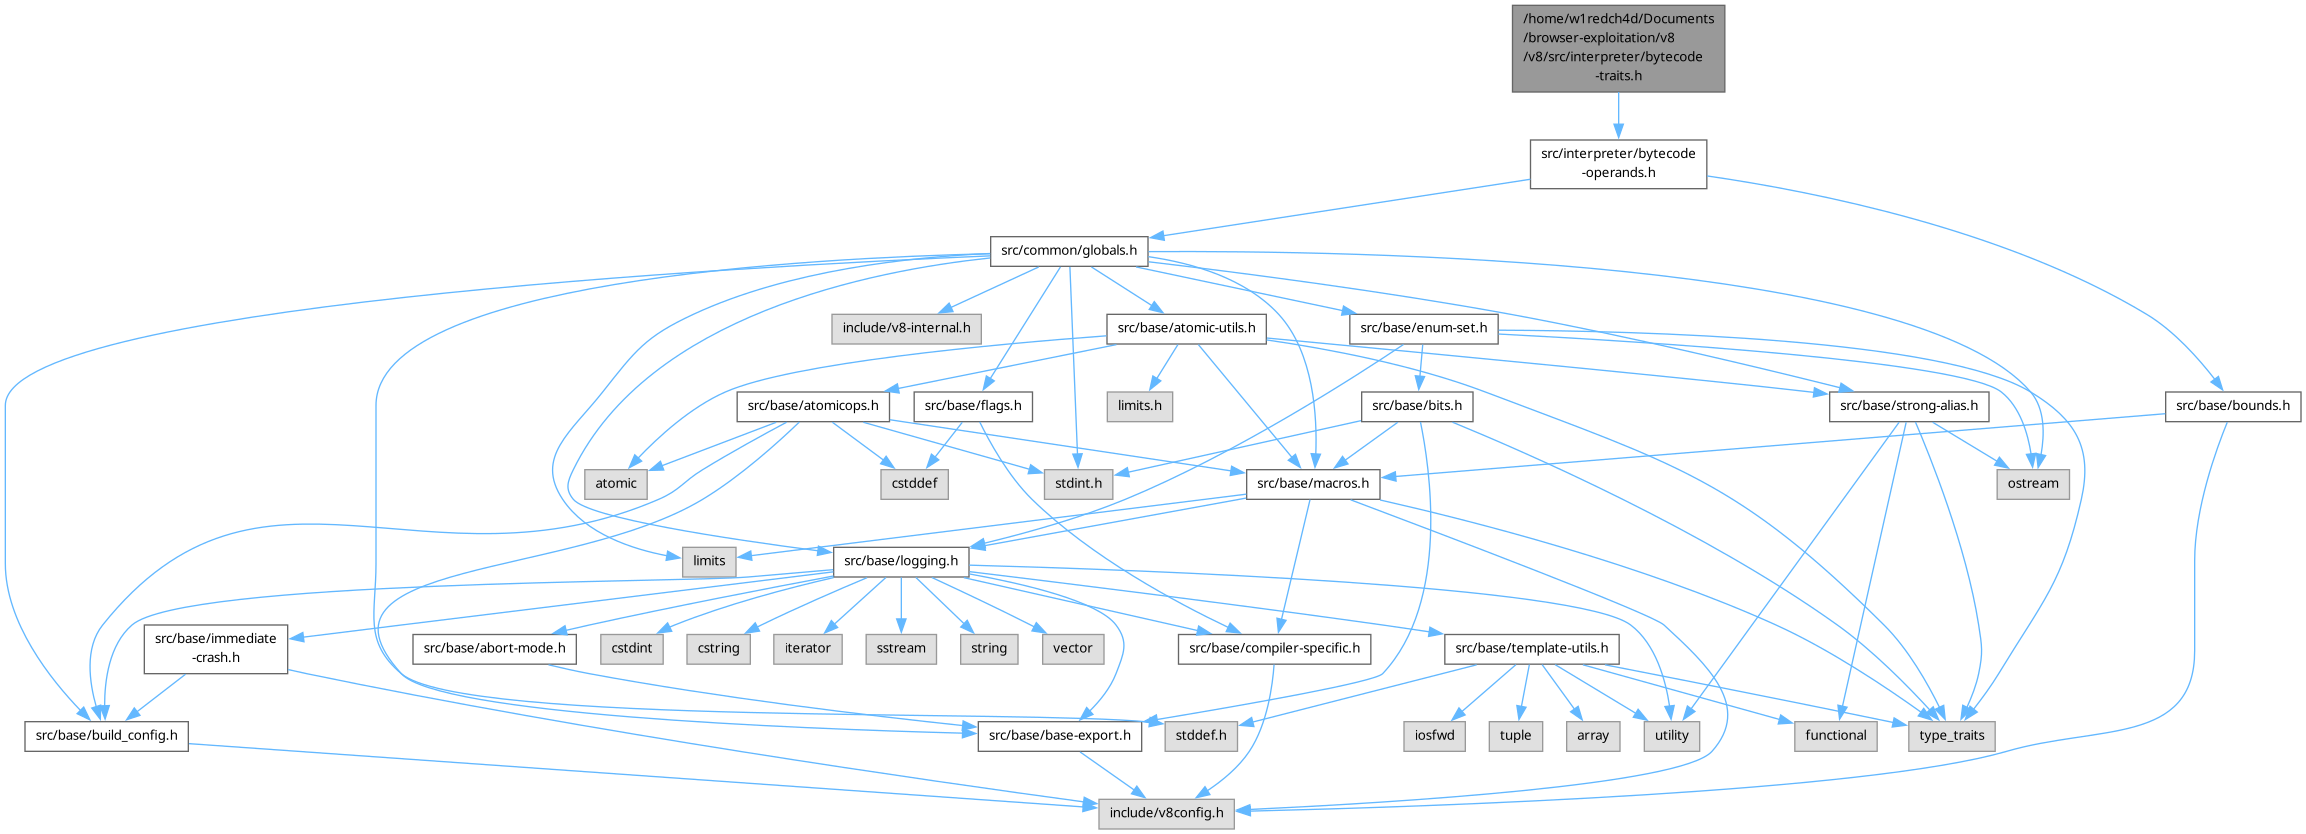 /home/w1redch4d/Documents
/browser-exploitation/v8
/v8/src/interpreter/bytecode
-traits.h
src/interpreter/bytecode
-operands.h
src/common/globals.h
include/v8-internal.h
src/base/atomic-utils.h
src/base/enum-set.h
src/base/atomicops.h
src/base/flags.h
limits.h
src/base/bits.h
src/base/strong-alias.h
src/base/bounds.h
atomic
cstddef
stdint.h
src/base/macros.h
ostream
limits
src/base/logging.h
src/base/immediate
-crash.h
src/base/abort-mode.h
cstdint
cstring
iterator
sstream
string
vector
src/base/compiler-specific.h
src/base/template-utils.h
src/base/build_config.h
src/base/base-export.h
stddef.h
iosfwd
tuple
array
utility
functional
type_traits
include/v8config.h